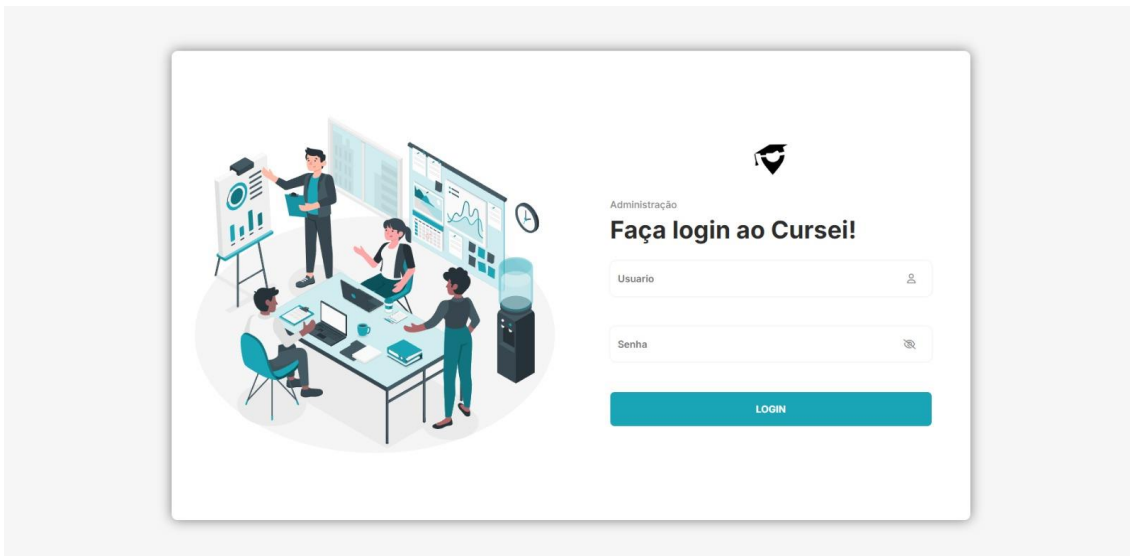 Administração
Faça login ao Cursei!
Usuario
Senha
LOGIN